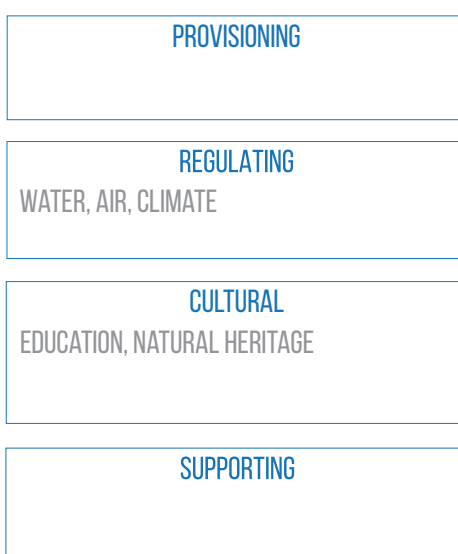 PROVISIONING
REGULATING
WATER, AIR, CLIMATE
CULTURAL
EDUCATION, NATURAL HERITAGE
SUPPORTING